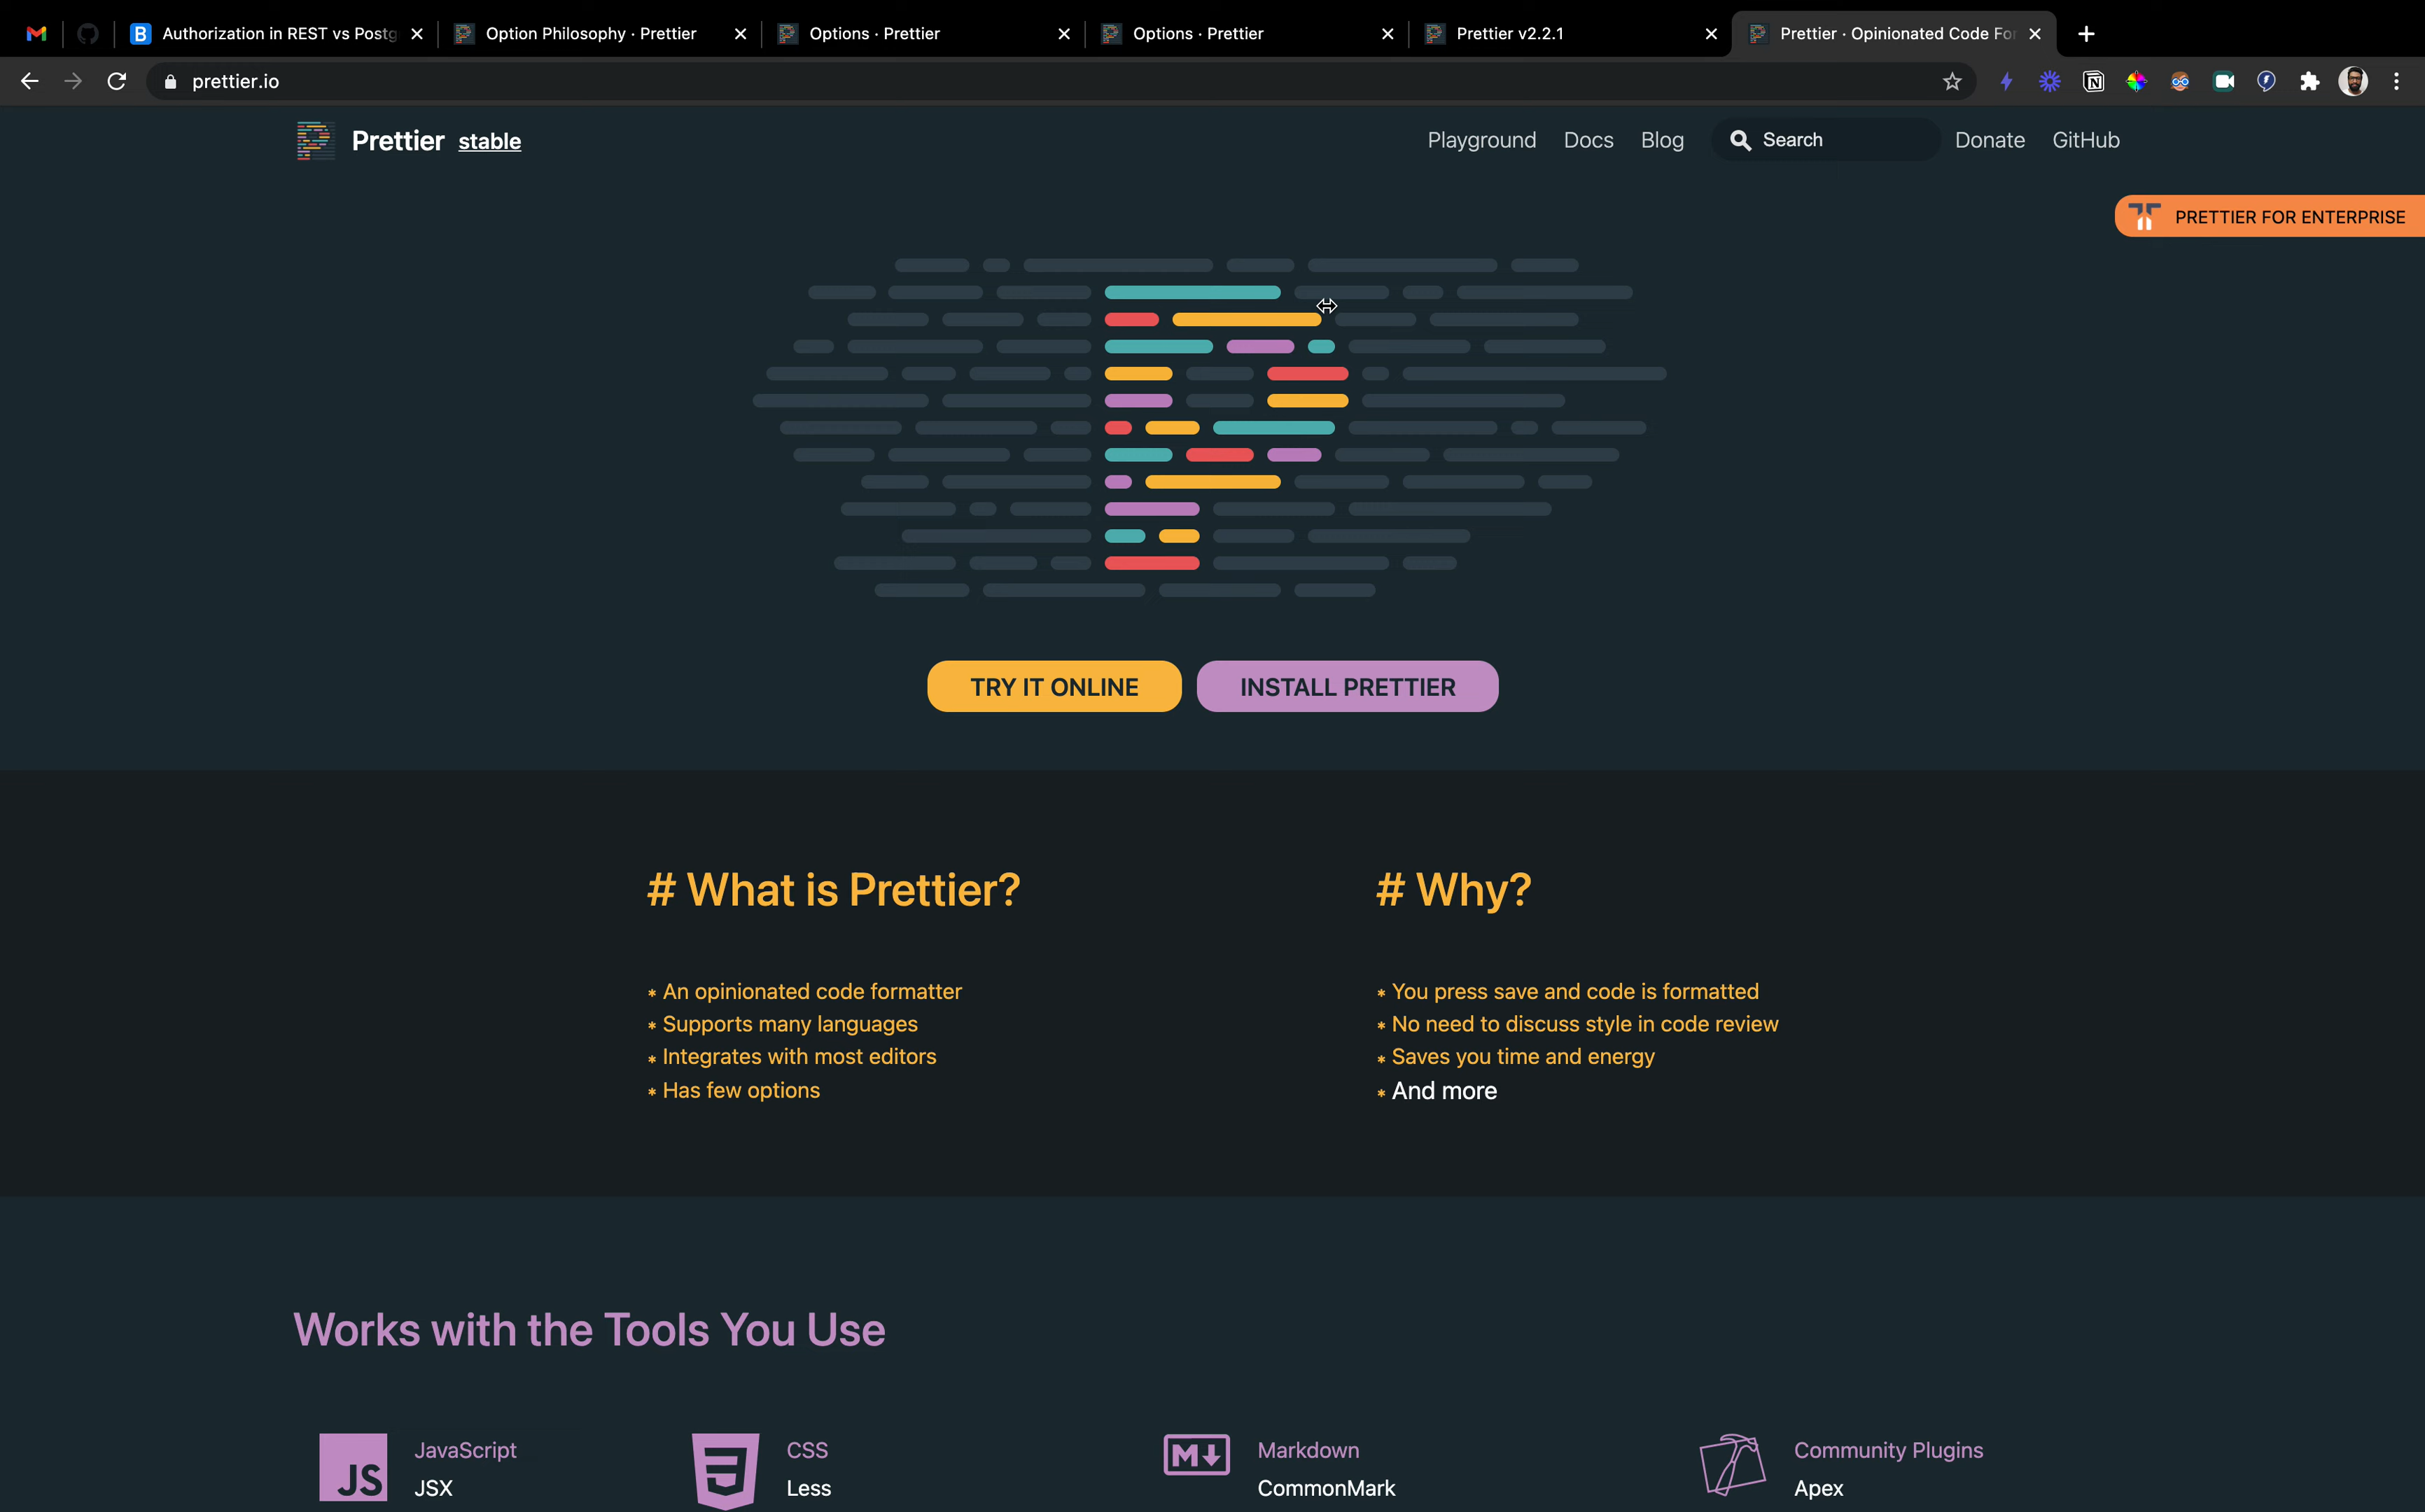 Authorization in REST vs Postg
Option Philosophy · Prettier
Options · Prettier
Options · Prettier
Prettier v2.2.1
Prettier · Opinionated Code For
prettier.io
Prettier stable
Playground
Docs
Blog
Search
Donate
GitHub
PRETTIER FOR ENTERPRISE
TRY IT ONLINE
INSTALL PRETTIER
# What is Prettier?
* An opinionated code formatter
* Supports many languages
* Integrates with most editors
* Has few options
# Why?
* You press save and code is formatted
* No need to discuss style in code review
* Saves you time and energy
* And more
Works with the Tools You Use
JS
JavaScript
JSX
CSS
Less
M
Markdown
CommonMark
Community Plugins
Apex